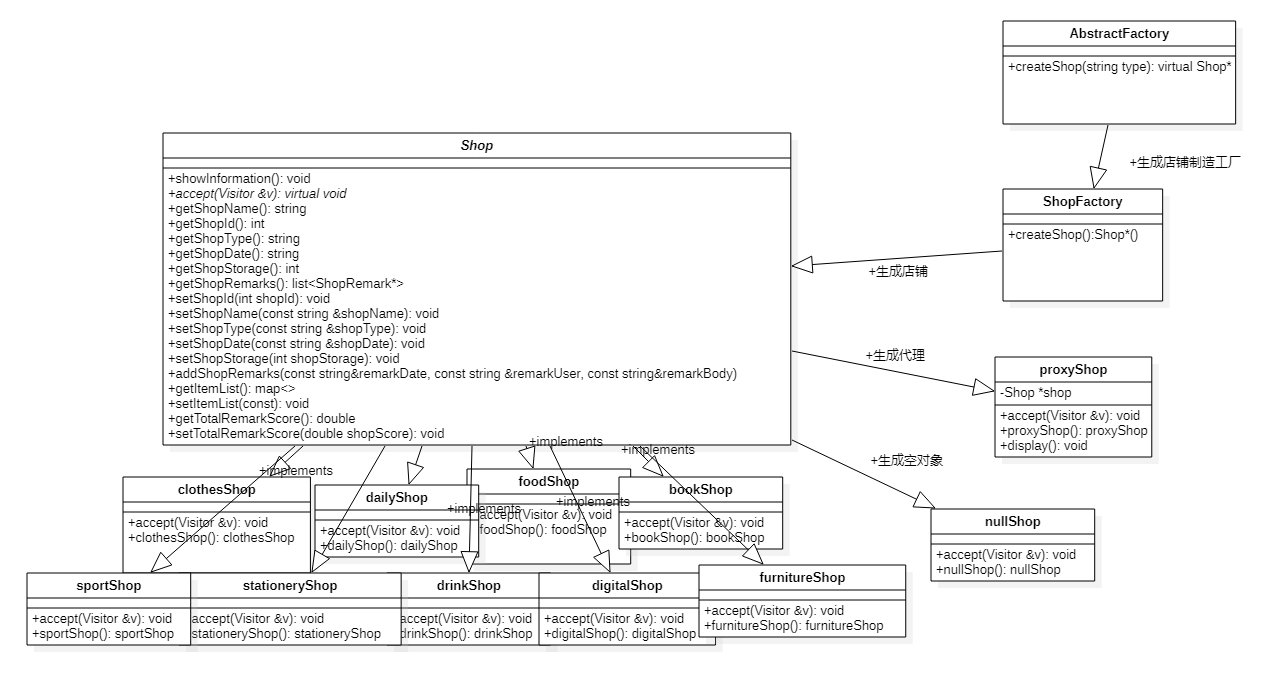 AbstractFactory
+createShop(string type): virtual Shop*
+生成店铺制造工厂
Shop
+showInformation(): void
+accept(Visitor &v): virtual void
+getShopName(): string
+getShopId(): int
+getShopType(): string
+getShopDate(): string
+getShopStorage(): int
+getShopRemarks(): list<ShopRemark*>
+setShopId(int shopId): void
+setShopName(const string &shopName): void
+setShopType(const string &shopType): void
+setShopDate(const string &shopDate): void
+setShopStorage(int shopStorage): void
+addShopRemarks(const string&remarkDate, const string &remarkUser, const string&remarkBody)
+getItemList(): map<>
+setItemList(const): void
+getTotalRemarkScore(): double
+setTotalRemarkScore(double shopScore): void
ShopFactory
+createShop():Shop*()
+生成店铺
+生成代理
proxyShop
-Shop *shop
+accept(Visitor &v): void
+proxyShop(): proxyShop
+display(): void
+生成空对象
nullShop
+accept(Visitor &v): void
+nullShop(): nullShop
+implements
+implements
+implements
+implements
+implements
clothesShop
+accept(Visitor &v): void
+clothesShop(): clothesShop
dailyShop
+accept(Visitor &v): void
+dailyShop(): dailyShop
foodShop
accept(Visitor &v): void
foodShop(): foodShop
bookShop
+accept(Visitor &v): void
+bookShop(): bookShop
sportShop
+accept(Visitor &v): void
+sportShop(): sportShop
stationeryShop
accept(Visitor &v): void
stationeryShop(): stationeryShop
drinkShop
accept(Visitor &v): void
drinkShop(): drinkShop
digitalShop
+accept(Visitor &v): void
+digitalShop(): digitalShop
furnitureShop
+accept(Visitor &v): void
+furnitureShop(): furnitureShop